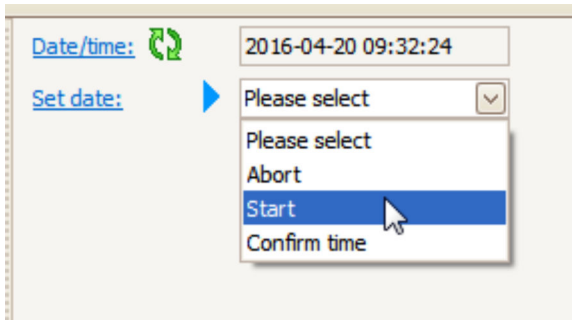 Date/time: 2016-04-20 09:32:24
Set date: Please select
Please select
Abort
Start
Confirm time